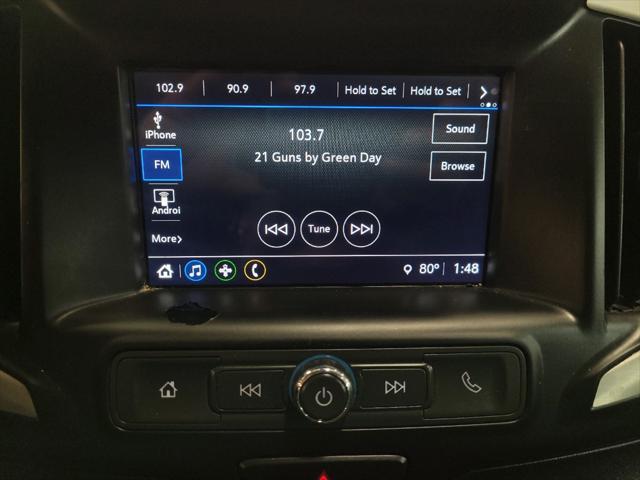 102.9 90.9 97.9 Hold to Set Hold to Set
iPhone
103.7
Sound
21 Guns by Green Day
FM
Browse
Androi
Tune
More
80° 1:48